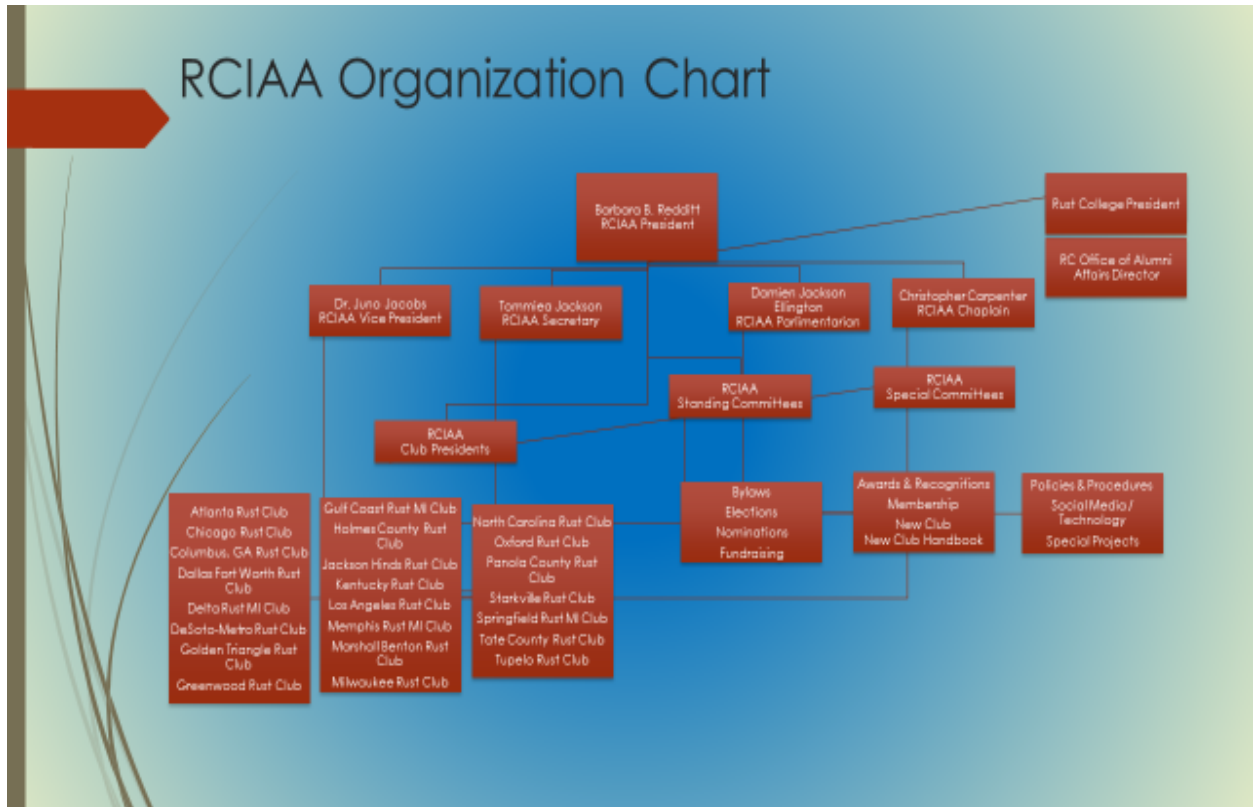 RCIAA Organization Chart
Barbara B. Redditt
RCIAA President
Rust College President
RC Office of Alumni
Affairs Director
Dr. Juno Jacobs
RCIAA Vice President
Tommiea Jackson
RCIAA Secretary
Damien Jackson
Ellington
RCIAA Parlimentarian
Christopher Carpenter
RCIAA Chaplain
RCIAA
Standing Committees
RCIAA
Special Committees
RCIAA
Club Presidents
Atlanta Rust Club
Chicago Rust Club
Columbus, GA Rust Club
Dallas Fort Worth Rust
Club
Delta Rust MI Club
DeSoto-Metro Rust Club
Golden Triangle Rust
Club
Greenwood Rust Club
Gulf Coast Rust MI Club
Holmes County Rust
Club
Jackson Hinds Rust Club
Kentucky Rust Club
Los Angeles Rust Club
Memphis Rust MI Club
Marshall Benton Rust
Club
Milwaukee Rust Club
North Carolina Rust Club
Oxford Rust Club
Panola County Rust
Club
Starkville Rust Club
Springfield Rust MI Club
Tate County Rust Club
Tupelo Rust Club
Bylaws
Elections
Nominations
Fundraising
Awards & Recognitions
Membership
New Club
New Club Handbook
Policies & Procedures
Social Media /
Technology
Special Projects